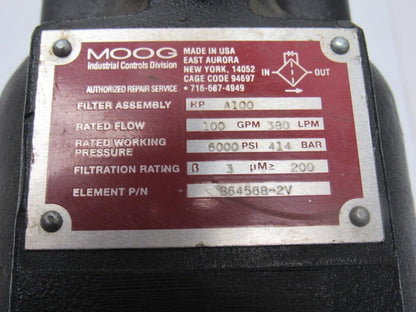 MOOG
Industrial Controls Division
MADE IN USA
EAST AURORA
NEW YORK, 14052
CAGE CODE 94697
AUTHORIZED REPAIR SERVICE • 716-687-4949
IN OUT
FILTER ASSEMBLY HP A100
RATED FLOW 100 GPM 380 LPM
RATED WORKING PRESSURE 6000 PSI 414 BAR
FILTRATION RATING β 3 µM≥ 200
ELEMENT P/N B64568-2V